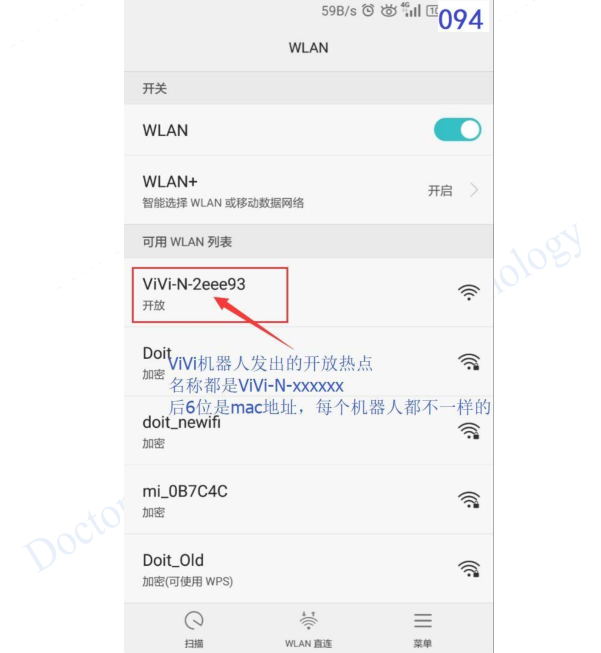 59B/s 4G
094
WLAN
开关
WLAN
WLAN+
智能选择 WLAN 或移动数据网络
开启
可用 WLAN 列表
ViVi-N-2eee93
开放
Doit
加密
ViVi机器人发出的开放热点
名称都是ViVi-N-xxxxxx
后6位是mac地址，每个机器人都不一样的
doit_newifi
加密
mi_0B7C4C
加密
Doit_Old
加密(可使用 WPS)
扫描
WLAN 直连
菜单